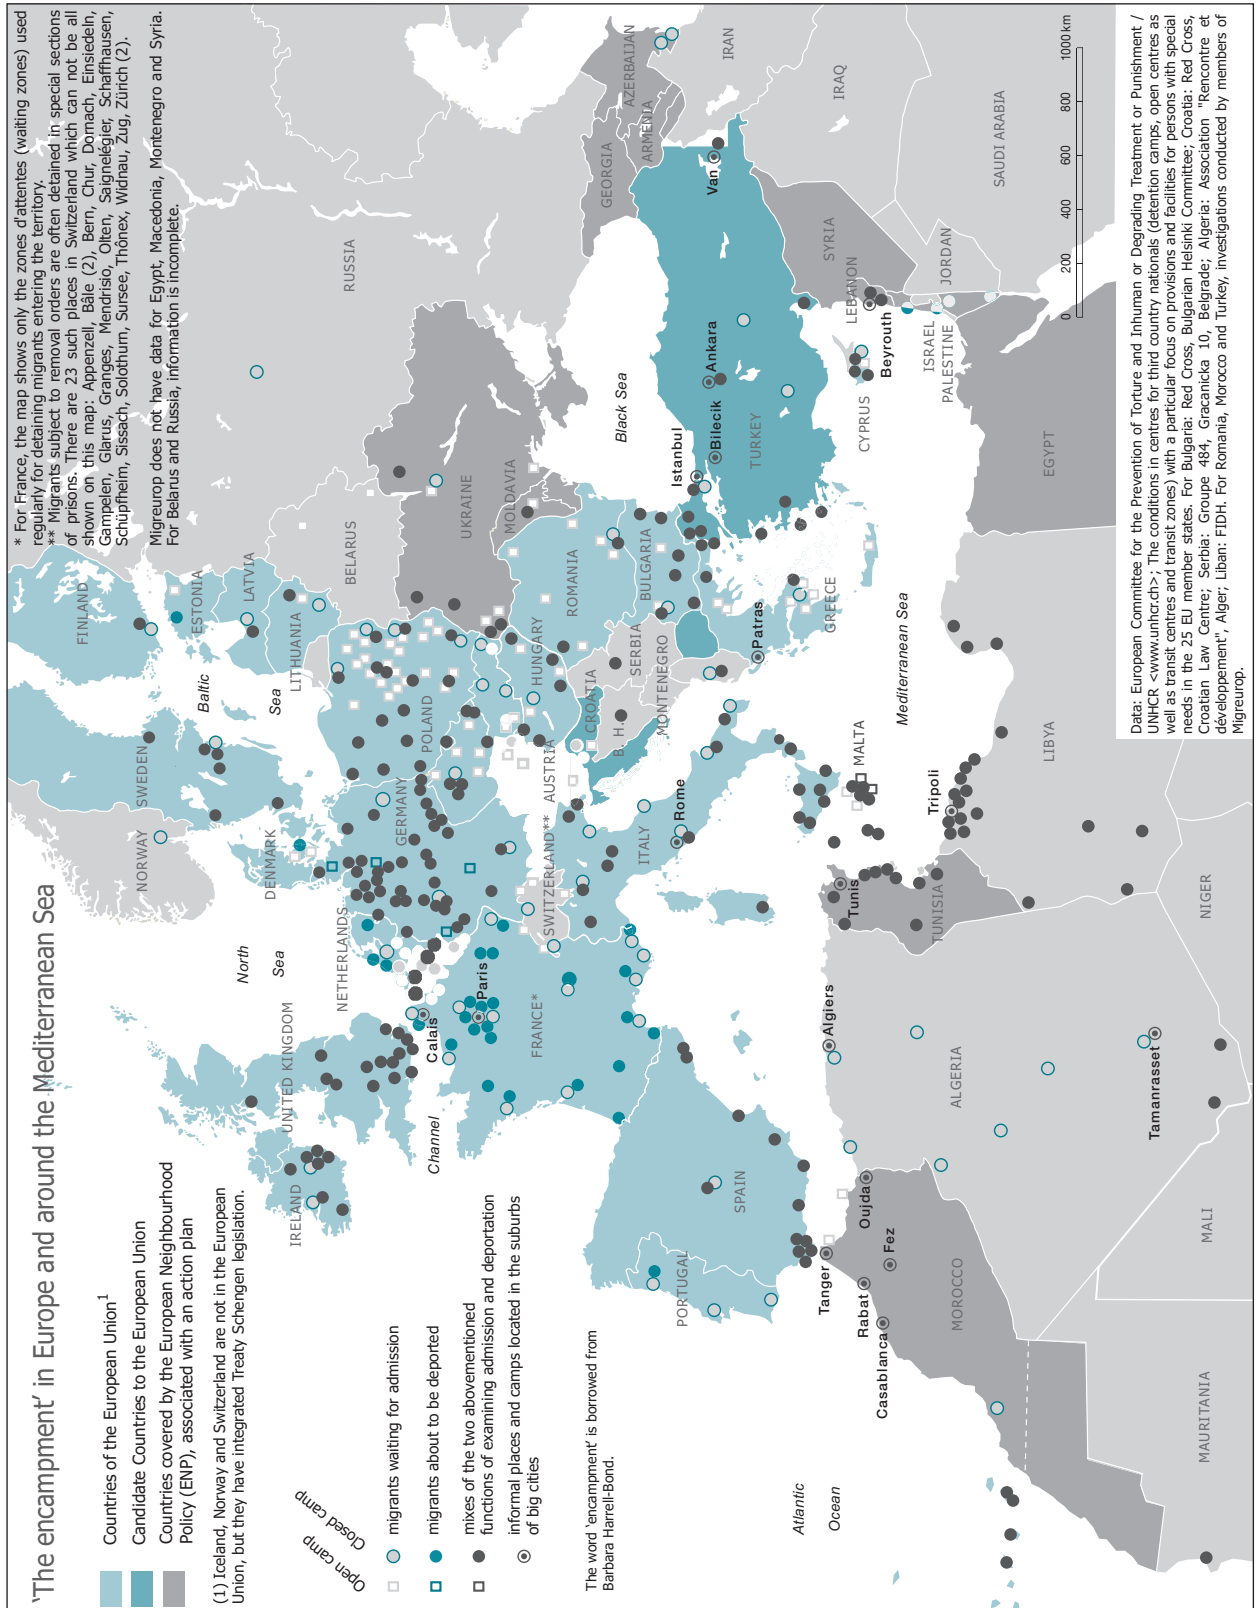 'The encampment' in Europe and around the Mediterranean Sea
Countries of the European Union1
Candidate Countries to the European Union
Countries covered by the European Neighbourhood
Policy (ENP), associated with an action plan
(1) Iceland, Norway and Switzerland are not in the European
Union, but they have integrated Treaty Schengen legislation.
Open camp
Closed camp
migrants waiting for admission
migrants about to be deported
mixes of the two abovementioned
functions of examining admission and deportation
informal places and camps located in the suburbs
of big cities
The word 'encampment' is borrowed from
Barbara Harrell-Bond.
* For France, the map shows only the zones d'attentes (waiting zones) used
regularly for detaining migrants entering the territory.
** Migrants subject to removal orders are often detained in special sections
of prisons. There are 23 such places in Switzerland which can not be all
shown on this map: Appenzell, Bâle (2), Bern, Chur, Dornach, Einsiedeln,
Gampelen, Glarus, Granges, Mendrisio, Olten, Saignelégier, Schaffhausen,
Schüpfheim, Sissach, Solothurn, Sursee, Thônex, Widnau, Zug, Zürich (2).
Migreurop does not have data for Egypt, Macedonia, Montenegro and Syria.
For Belarus and Russia, information is incomplete.
FINLAND
ESTONIA
LATVIA
LITHUANIA
BELARUS
RUSSIA
SWEDEN
NORWAY
DENMARK
Baltic
Sea
North
Sea
IRELAND
UNITED KINGDOM
NETHERLANDS
GERMANY
POLAND
UKRAINE
MOLDAVIA
GEORGIA
ARMENIA
AZERBAIJAN
Channel
Calais
Paris
FRANCE*
SWITZERLAND**
AUSTRIA
HUNGARY
ROMANIA
CROATIA
B. H.
SERBIA
MONTENEGRO
BULGARIA
Black Sea
PORTUGAL
SPAIN
ITALY
Rome
Patras
GREECE
Istanbul
Bilecik
Ankara
TURKEY
Van
IRAN
IRAQ
SYRIA
CYPRUS
LEBANON
Beyrouth
ISRAEL
PALESTINE
JORDAN
SAUDI ARABIA
EGYPT
MALTA
Mediterranean Sea
Atlantic
Ocean
Tanger
Rabat
Casablanca
Fez
Oujda
MOROCCO
Algiers
ALGERIA
Tamanrasset
Tunis
TUNISIA
Tripoli
LIBYA
MAURITANIA
MALI
NIGER
0 200 400 600 800 1000 km
Data: European Committee for the Prevention of Torture and Inhuman or Degrading Treatment or Punishment /
UNHCR <www.unhcr.ch>; The conditions in centres for third country nationals (detention camps, open centres as
well as transit centres and transit zones) with a particular focus on provisions and facilities for persons with special
needs in the 25 EU member states. For Bulgaria: Red Cross, Bulgarian Helsinki Committee; Croatia: Red Cross,
Croatian Law Centre; Serbia: Groupe 484, Gracanicka 10, Belgrade; Algeria: Association "Rencontre et
développement", Alger; Liban: FIDH. For Romania, Morocco and Turkey, investigations conducted by members of
Migreurop.